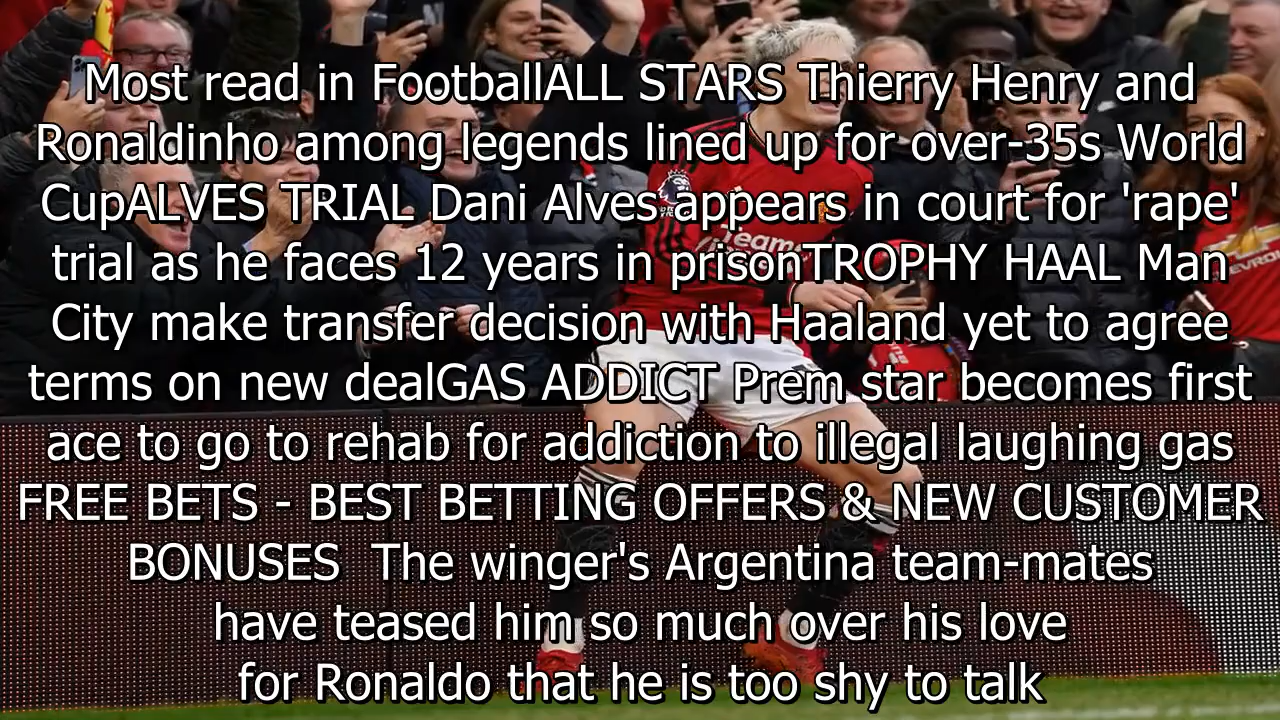 Most read in FootballALL STARS Thierry Henry and
Ronaldinho among legends lined up for over-35s World
CupALVES TRIAL Dani Alves appears in court for 'rape'
trial as he faces 12 years in prisonTROPHY HAAL Man
City make transfer decision with Haaland yet to agree
terms on new dealGAS ADDICT Prem star becomes first
ace to go to rehab for addiction to illegal laughing gas
FREE BETS - BEST BETTING OFFERS & NEW CUSTOMER
BONUSES  The winger's Argentina team-mates
have teased him so much over his love
for Ronaldo that he is too shy to talk